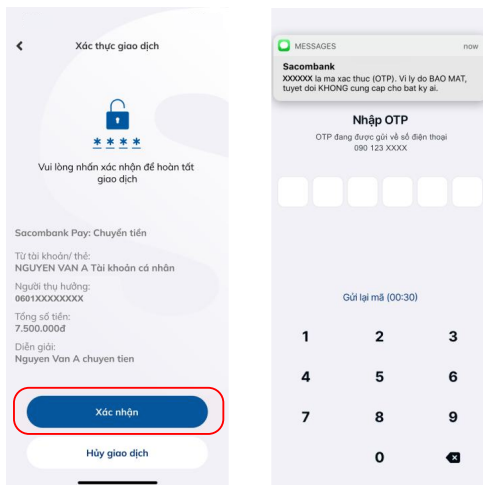 Xác thực giao dịch
* * * *
Vui lòng nhấn xác nhận để hoàn tất
giao dịch
Sacombank Pay: Chuyển tiền
Từ tài khoản/ thẻ:
NGUYEN VAN A Tài khoản cá nhân
Người thụ hưởng:
0601XXXXXXXX
Tổng số tiền:
7.500.000đ
Diễn giải:
Nguyen Van A chuyen tien
Xác nhận
Hủy giao dịch
MESSAGES now
Sacombank
XXXXXX la ma xac thuc (OTP). Vi ly do BAO MAT,
tuyet doi KHONG cung cap cho bat ky ai.
Nhập OTP
OTP đang được gửi về số điện thoại
090 123 XXXX
Gửi lại mã (00:30)
1 2 3
4 5 6
7 8 9
0